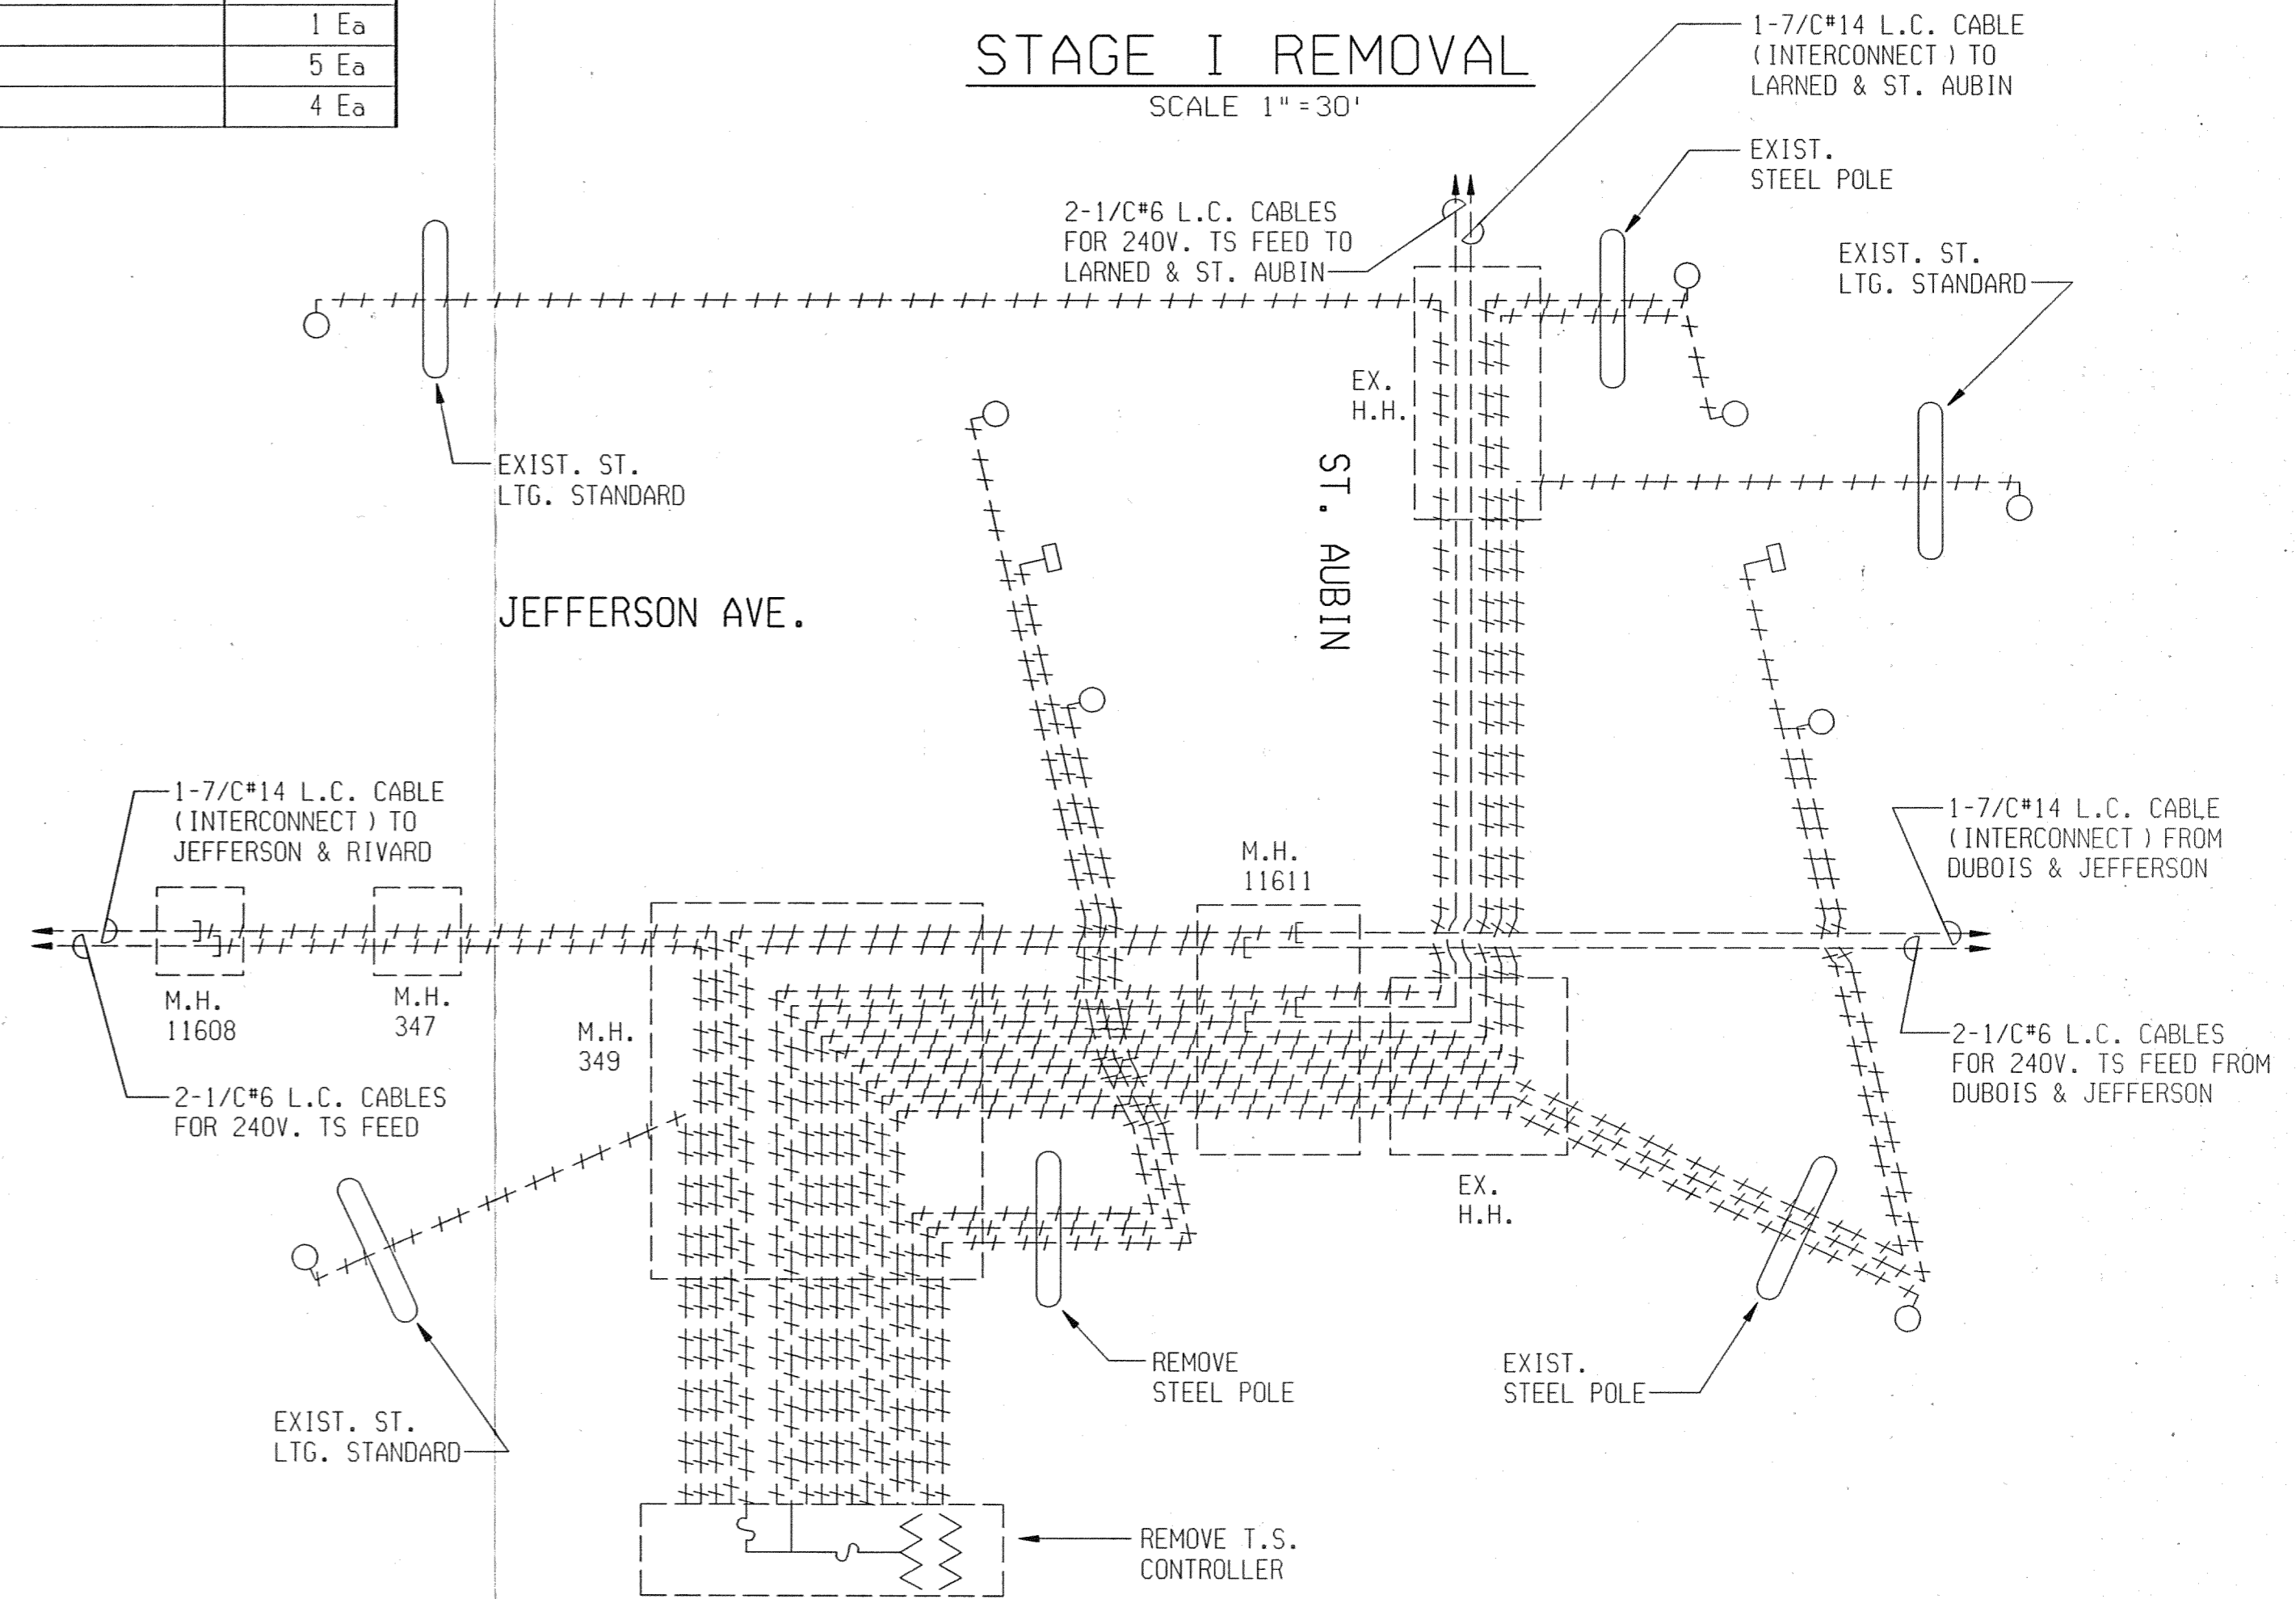 1 Ea
5 Ea
4 Ea
STAGE I REMOVAL
SCALE 1"=30'
1-7/C#14 L.C. CABLE
(INTERCONNECT) TO
LARNED & ST. AUBIN
EXIST.
STEEL POLE
2-1/C#6 L.C. CABLES
FOR 240V. TS FEED TO
LARNED & ST. AUBIN
EXIST. ST.
LTG. STANDARD
EX.
H.H.
EXIST. ST.
LTG. STANDARD
ST. AUBIN
JEFFERSON AVE.
1-7/C#14 L.C. CABLE
(INTERCONNECT) TO
JEFFERSON & RIVARD
M.H.
11611
1-7/C#14 L.C. CABLE
(INTERCONNECT) FROM
DUBOIS & JEFFERSON
M.H.
11608
M.H.
347
M.H.
349
2-1/C#6 L.C. CABLES
FOR 240V. TS FEED FROM
DUBOIS & JEFFERSON
2-1/C#6 L.C. CABLES
FOR 240V. TS FEED
EX.
H.H.
REMOVE
STEEL POLE
EXIST.
STEEL POLE
EXIST. ST.
LTG. STANDARD
REMOVE T.S.
CONTROLLER